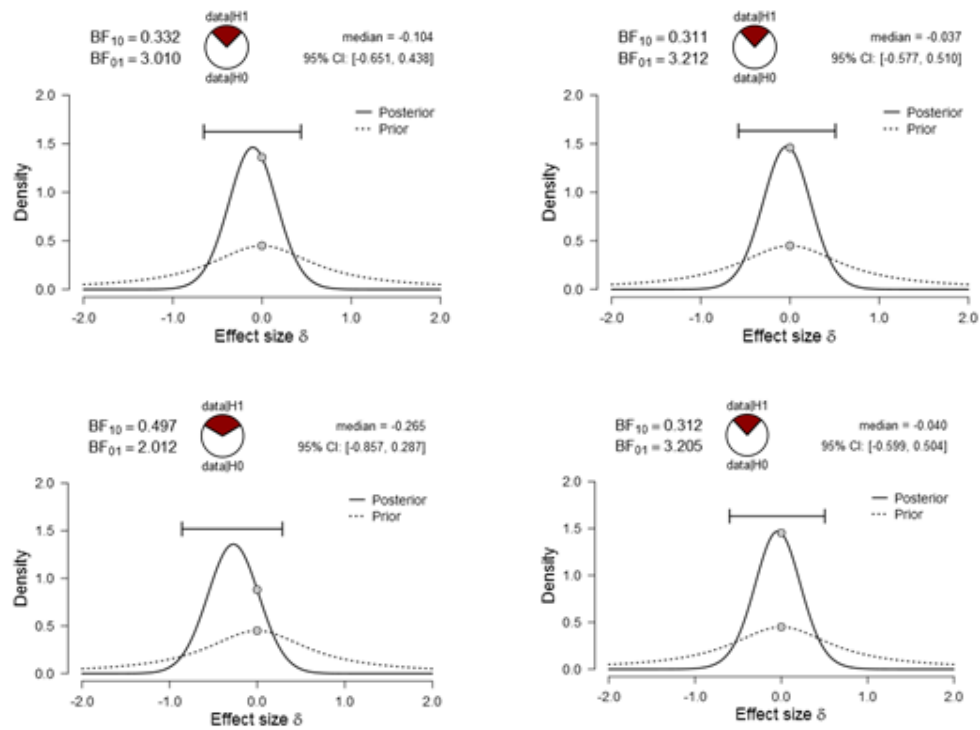 data|H1
BF10 = 0.332
BF01 = 3.010
median = -0.104
95% CI: [-0.651, 0.438]
data|H0
2.0
1.5
1.0
0.5
0.0
Density
Posterior
Prior
-2.0 -1.0 0.0 1.0 2.0
Effect size δ
data|H1
BF10 = 0.311
BF01 = 3.212
median = -0.037
95% CI: [-0.577, 0.510]
data|H0
2.0
1.5
1.0
0.5
0.0
Density
Posterior
Prior
-2.0 -1.0 0.0 1.0 2.0
Effect size δ
data|H1
BF10 = 0.497
BF01 = 2.012
median = -0.265
95% CI: [-0.857, 0.287]
data|H0
2.0
1.5
1.0
0.5
0.0
Density
Posterior
Prior
-2.0 -1.0 0.0 1.0 2.0
Effect size δ
data|H1
BF10 = 0.312
BF01 = 3.205
median = -0.040
95% CI: [-0.599, 0.504]
data|H0
2.0
1.5
1.0
0.5
0.0
Density
Posterior
Prior
-2.0 -1.0 0.0 1.0 2.0
Effect size δ